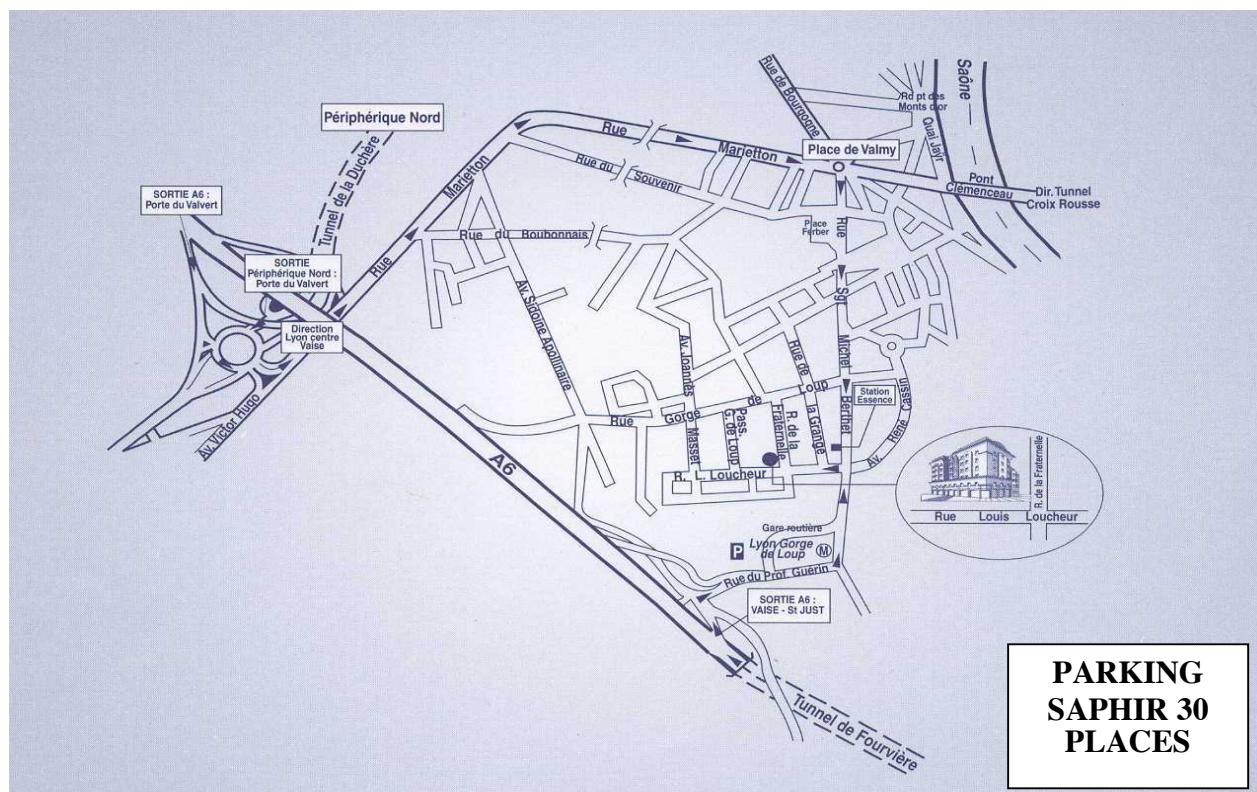 Rue de Bourgogne
Saône
Rd pt des
Monts d'or
Quai Jaÿr
Périphérique Nord
Tunnel de la Duchère
Rue
Marietton
Place de Valmy
Rue
Marietton
Rue du
Souvenir
Pont
Clémenceau
Dir. Tunnel
Croix Rousse
SORTIE A6 :
Porte du Valvert
Place
Ferber
Rue
Sgt
Michel
Berthet
Rue du Boubonnais
SORTIE
Périphérique Nord :
Porte du Valvert
Direction
Lyon centre
Vaise
Av. Victor Hugo
Av. Sidoine Apollinaire
Av. Joannès
Masset
Rue de
la Grange
Rue Gorge de Loup
Station
Essence
Av. René Cassin
Pass.
G. de Loup
R. de la
Fraternelle
R. L. Loucheur
A6
R. de la Fraternelle
Rue Louis Loucheur
Gare routière
P
Lyon Gorge
de Loup
M
Rue du Prof. Guérin
SORTIE A6 :
VAISE - St JUST
Tunnel de Fourvière
PARKING
SAPHIR 30
PLACES